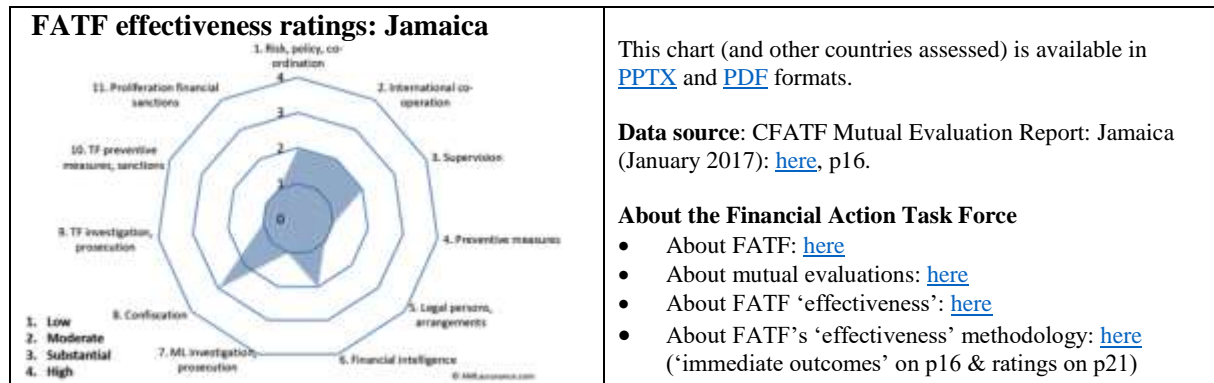 FATF effectiveness ratings: Jamaica
1. Risk, policy, co-
ordination
2. International co-
operation
3. Supervision
4. Preventive measures
5. Legal persons,
arrangements
6. Financial intelligence
7. ML investigation,
prosecution
8. Confiscation
9. TF investigation,
prosecution
10. TF preventive
measures, sanctions
11. Proliferation financial
sanctions
4
3
2
1
0
1. Low
2. Moderate
3. Substantial
4. High
© AMLassurance.com
This chart (and other countries assessed) is available in
PPTX and PDF formats.
Data source: CFATF Mutual Evaluation Report: Jamaica
(January 2017): here, p16.
About the Financial Action Task Force
• About FATF: here
• About mutual evaluations: here
• About FATF ‘effectiveness’: here
• About FATF’s ‘effectiveness’ methodology: here
(‘immediate outcomes’ on p16 & ratings on p21)